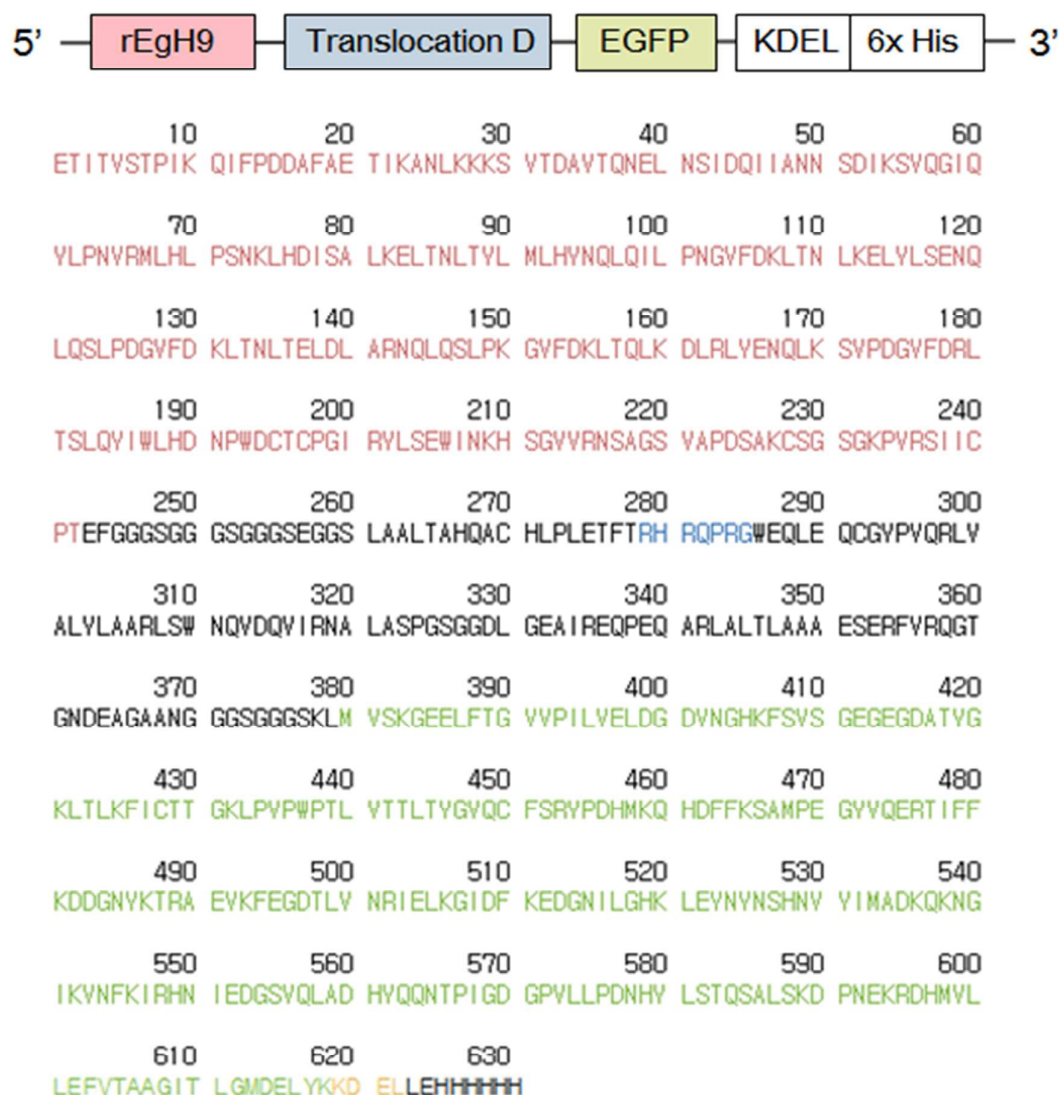 5’ rEgH9 Translocation D EGFP KDEL 6x His 3’
10 20 30 40 50 60
ETITVSTPIK QIFPDDAFAE TIKANLKKKS VTDAVTQNEL NSIDQIIANN SDIKSVQGIQ
70 80 90 100 110 120
YLPNVRMLHL PSNKLHDISA LKELTNLTYL MLHYNQLQIL PNGVFDKLTN LKELYLSENQ
130 140 150 160 170 180
LQSLPDGVFD KLTNLTELDL ARNQLQSLPK GVFDKLTQLK DLRLYENQLK SVPDGVFDRL
190 200 210 220 230 240
TSLQYIWLHD NPWDCTCPGI RYLSEWINKH SGVVRNSAGS VAPDSAKCSG SGKPVRSIIC
250 260 270 280 290 300
PTEFGGGSGG GSGGGSEGGS LAALTAHQAC HLPLETFTRH RQPRGWEQLE QCGYPVQRLV
310 320 330 340 350 360
ALYLAARLSW NQVDQVIRNA LASPGSGGDL GEAIREQPEQ ARLALTLAAA ESERFVRQGT
370 380 390 400 410 420
GNDEAGAANG GGSGGGSKLM VSKGEELFTG VVPILVELDG DVNGHKFSVS GEGEGDATYG
430 440 450 460 470 480
KLTLKFICTT GKLPVPWPTL VTTLTYGVQC FSRYPDHMKQ HDFFKSAMPE GYVQERTIFF
490 500 510 520 530 540
KDDGNYKTRA EVKFEGDTLV NRIELKGIDF KEDGNILGHK LEYNYNSHNV YIMADKQKNG
550 560 570 580 590 600
IKVNFKIRHN IEDGSVQLAD HYQQNTPIGD GPVLLPDNHY LSTQSALSKD PNEKRDHMVL
610 620 630
LEFVTAAGIT LGMDELYKKD ELLEHHHHHH